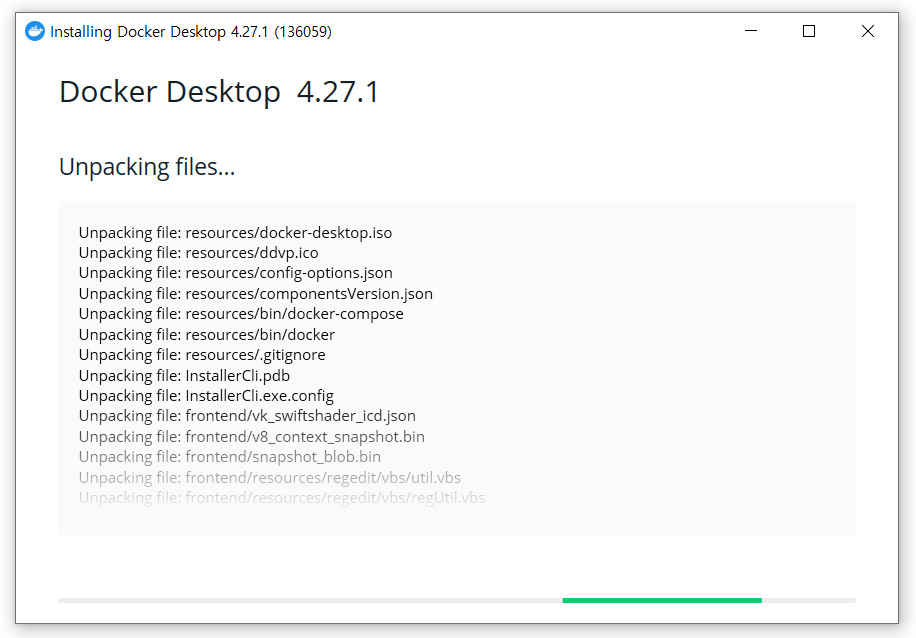 Installing Docker Desktop 4.27.1 (136059)
Docker Desktop 4.27.1
Unpacking files...
Unpacking file: resources/docker-desktop.iso
Unpacking file: resources/ddvp.ico
Unpacking file: resources/config-options.json
Unpacking file: resources/componentsVersion.json
Unpacking file: resources/bin/docker-compose
Unpacking file: resources/bin/docker
Unpacking file: resources/.gitignore
Unpacking file: InstallerCli.pdb
Unpacking file: InstallerCli.exe.config
Unpacking file: frontend/vk_swiftshader_icd.json
Unpacking file: frontend/v8_context_snapshot.bin
Unpacking file: frontend/snapshot_blob.bin
Unpacking file: frontend/resources/regedit/vbs/util.vbs
Unpacking file: frontend/resources/regedit/vbs/regUtil.vbs